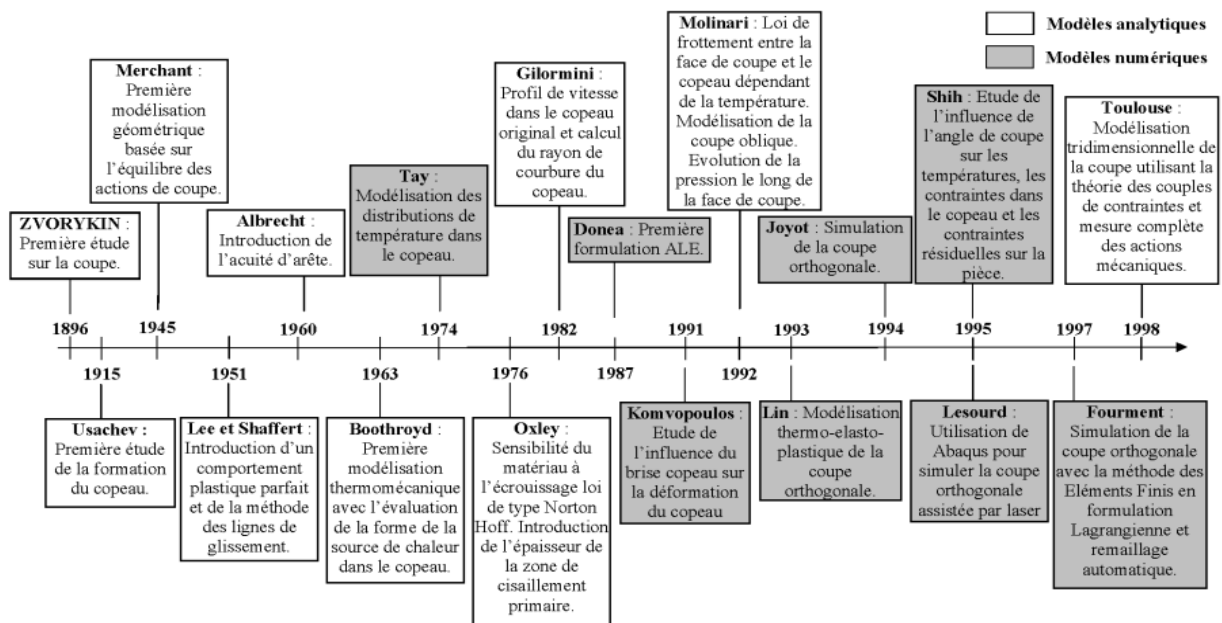 Modèles analytiques
Modèles numériques
Merchant :
Première
modélisation
géométrique
basée sur
l'équilibre des
actions de coupe.
Gilormini :
Profil de vitesse
dans le copeau
original et calcul
du rayon de
courbure du
copeau.
Molinari : Loi de
frottement entre la
face de coupe et le
copeau dépendant
de la température.
Modélisation de la
coupe oblique.
Evolution de la
pression le long de
la face de coupe.
Shih : Etude de
l'influence de
l'angle de coupe
sur les
températures, les
contraintes dans
le copeau et les
contraintes
résiduelles sur la
pièce.
Toulouse :
Modélisation
tridimensionnelle de
la coupe utilisant la
théorie des couples
de contraintes et
mesure complète
des actions
mécaniques.
ZVORYKIN :
Première étude
sur la coupe.
Albrecht :
Introduction de
l'acuité d'arête.
Tay :
Modélisation des
distributions de
température dans
le copeau.
Donea : Première
formulation ALE.
Joyot : Simulation
de la coupe
orthogonale.
1896
1945
1960
1974
1982
1991
1993
1994
1995
1997
1998
1915
1951
1963
1976
1987
1992
Usachev :
Première étude
de la formation
du copeau.
Lee et Shaffert :
Introduction d'un
comportement
plastique parfait
et de la méthode
des lignes de
glissement.
Boothroyd :
Première
modélisation
thermomécanique
avec l'évaluation
de la forme de la
source de chaleur
dans le copeau.
Oxley :
Sensibilité du
matériau à
l'écrouissage loi
de type Norton
Hoff. Introduction
de l'épaisseur de
la zone de
cisaillement
primaire.
Komvopoulos :
Etude de
l'influence du
brise copeau sur
la déformation
du copeau
Lin : Modélisation
thermo-elasto-
plastique de la
coupe
orthogonale.
Lesourd :
Utilisation de
Abaqus pour
simuler la coupe
orthogonale
assistée par laser
Fourment :
Simulation de la
coupe orthogonale
avec la méthode des
Eléments Finis en
formulation
Lagrangienne et
remaillage
automatique.